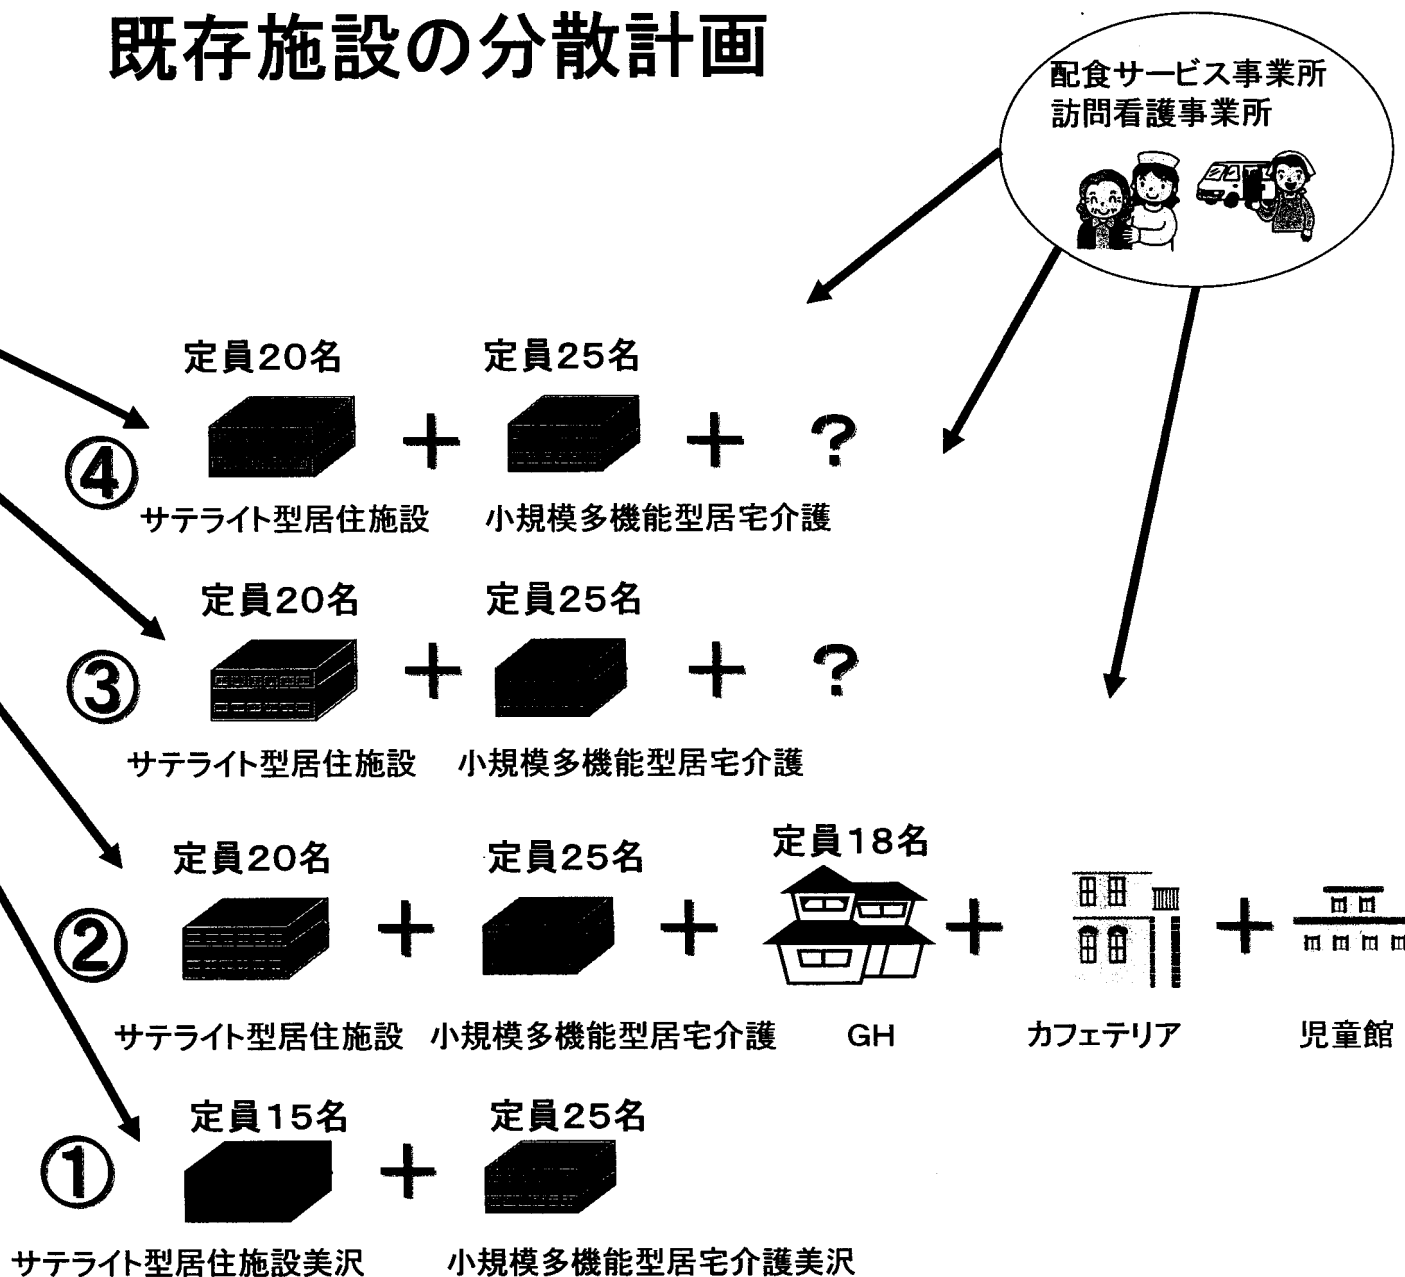 既存施設の分散計画
配食サービス事業所
訪問看護事業所
定員20名
定員25名
④
+
+
?
サテライト型居住施設
小規模多機能型居宅介護
定員20名
定員25名
③
+
+
?
サテライト型居住施設
小規模多機能型居宅介護
定員20名
定員25名
定員18名
②
+
+
+
+
サテライト型居住施設
小規模多機能型居宅介護
GH
カフェテリア
児童館
定員15名
定員25名
①
+
サテライト型居住施設美沢
小規模多機能型居宅介護美沢